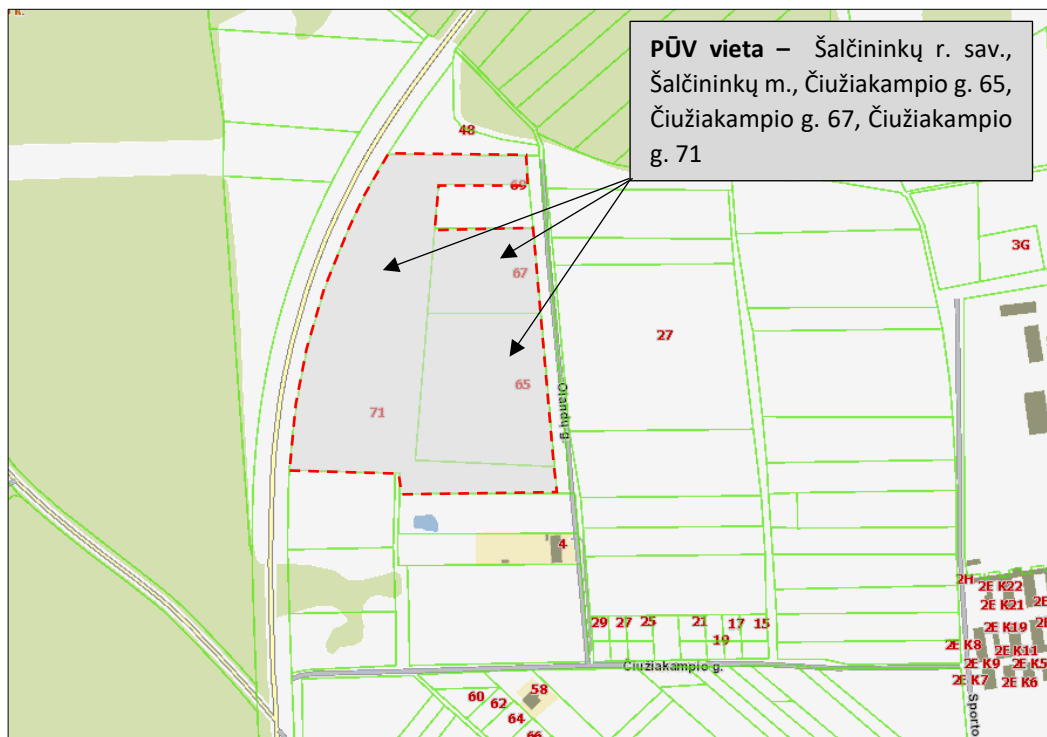 PŪV vieta – Šalčininkų r. sav.,
Šalčininkų m., Čiužiakampio g. 65,
Čiužiakampio g. 67, Čiužiakampio
g. 71
48
69
67
3G
27
65
71
4
2H
2E K22
2E K21
29 27 25 21 17 15
19
2E K19
2E K8
2E K11
2E K9
2E K5
2E K7
2E K6
Čiužiakampio g.
60
62
64
66
58
Sporto